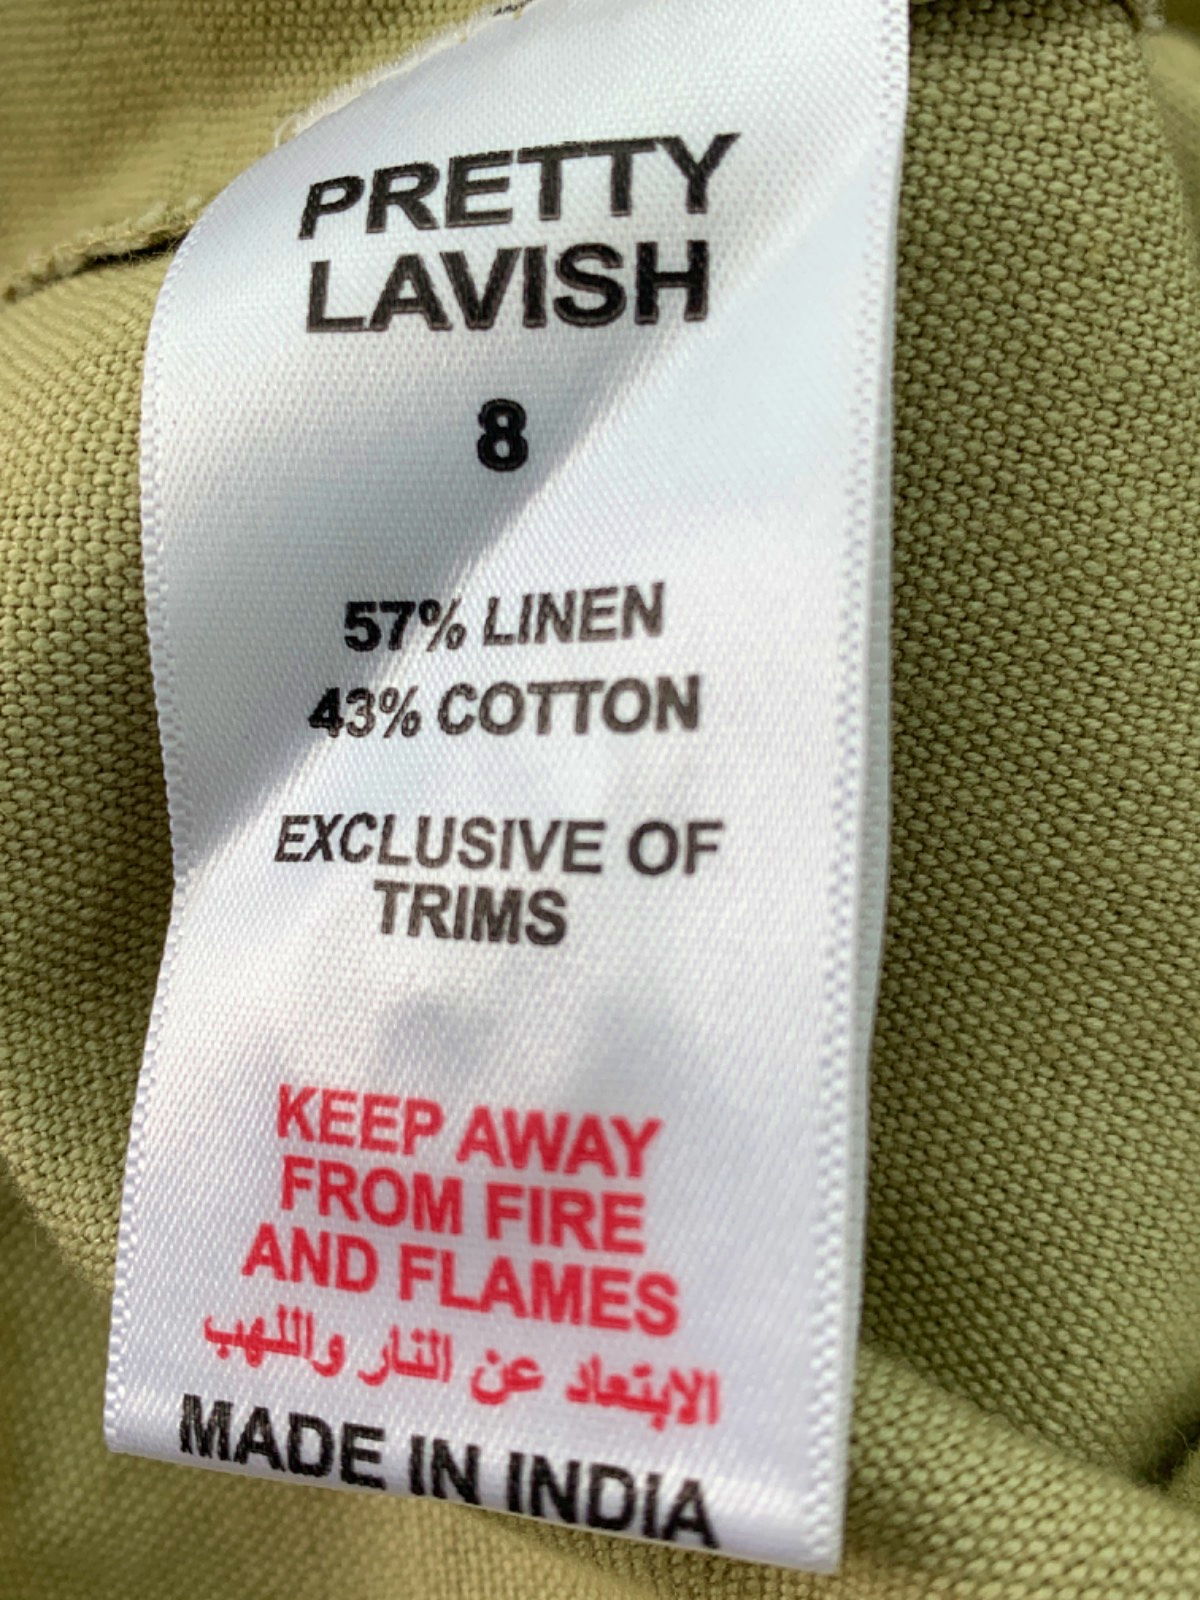 PRETTY
LAVISH
8
57% LINEN
43% COTTON
EXCLUSIVE OF
TRIMS
KEEP AWAY
FROM FIRE
AND FLAMES
الابتعاد عن النار واللهب
MADE IN INDIA